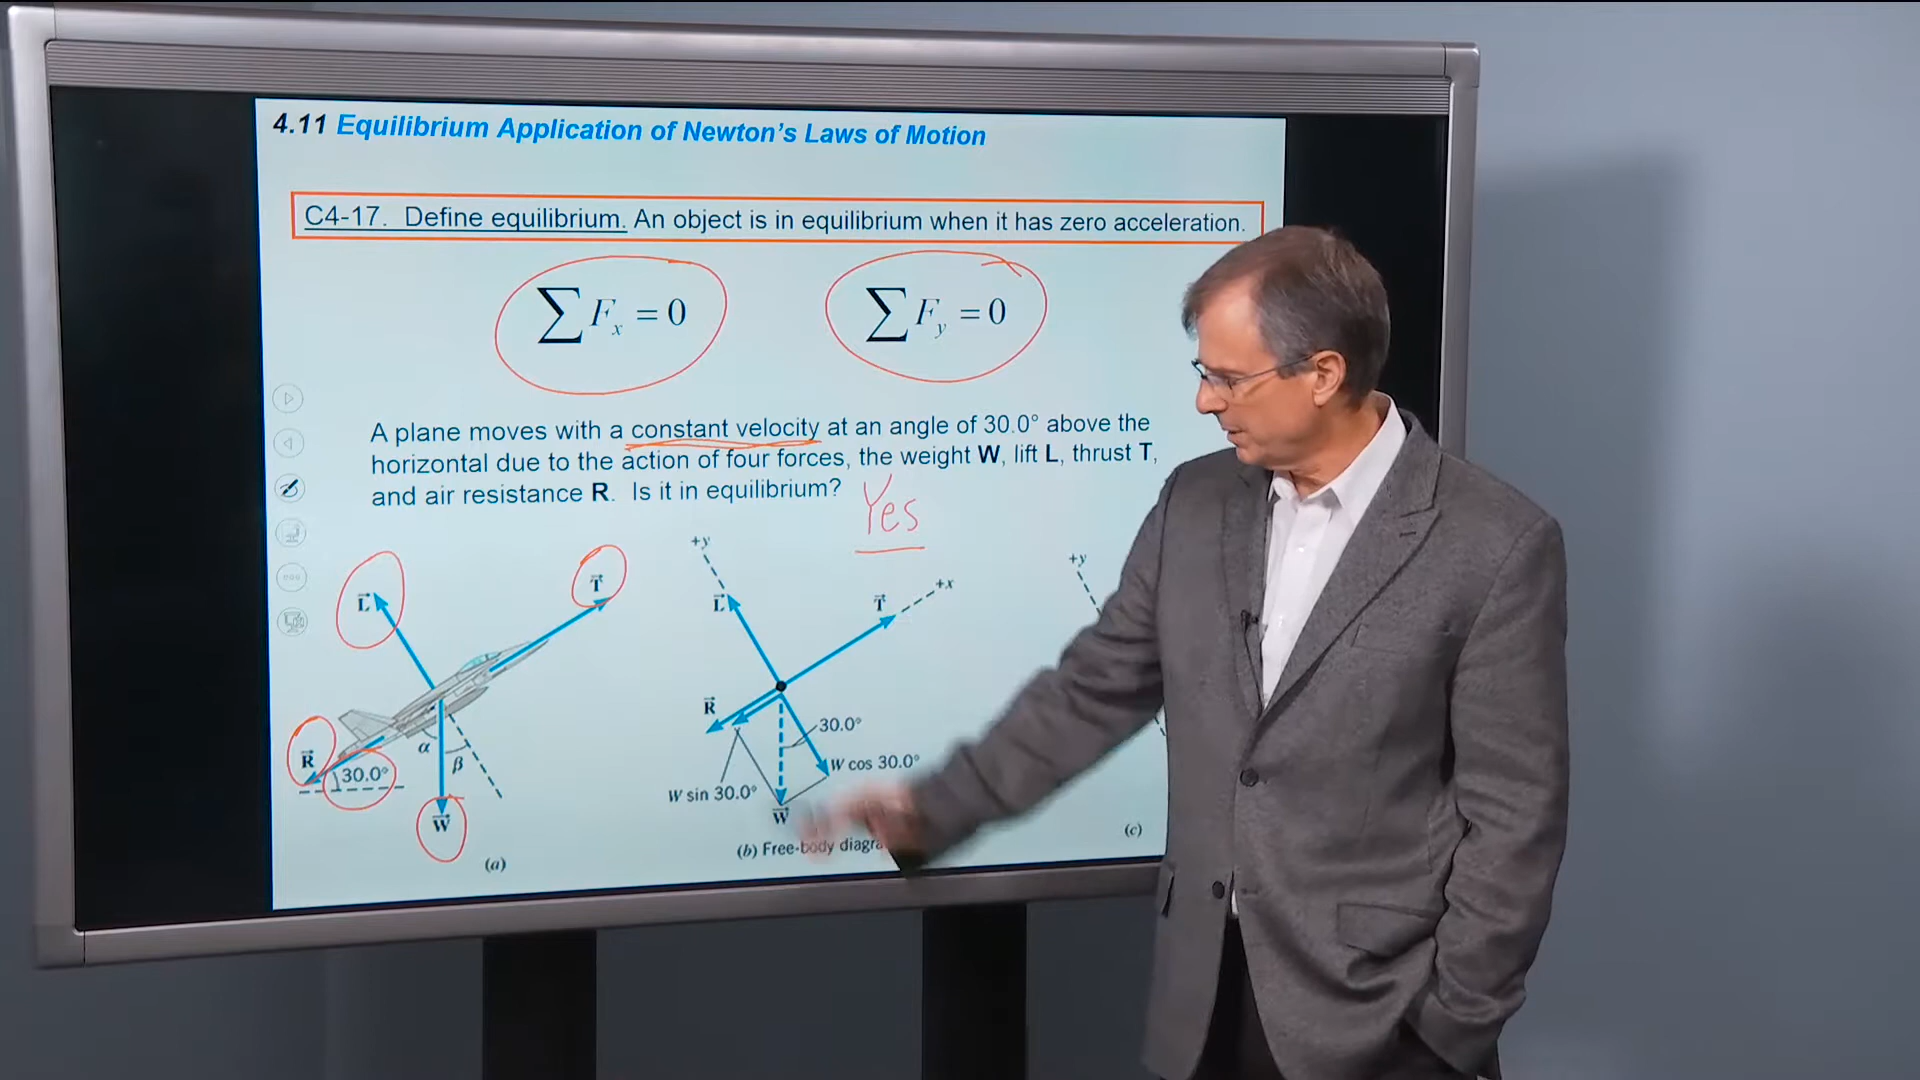 4.11 Equilibrium Application of Newton's Laws of Motion
C4-17. Define equilibrium. An object is in equilibrium when it has zero acceleration.
∑Fx = 0
∑Fy = 0
A plane moves with a constant velocity at an angle of 30.0° above the
horizontal due to the action of four forces, the weight W, lift L, thrust T,
and air resistance R. Is it in equilibrium?
Yes
L
T
R
30.0°
α
β
W
(a)
+y
L
T
+x
R
30.0°
W cos 30.0°
W sin 30.0°
W
(b) Free-body
+y
(c)